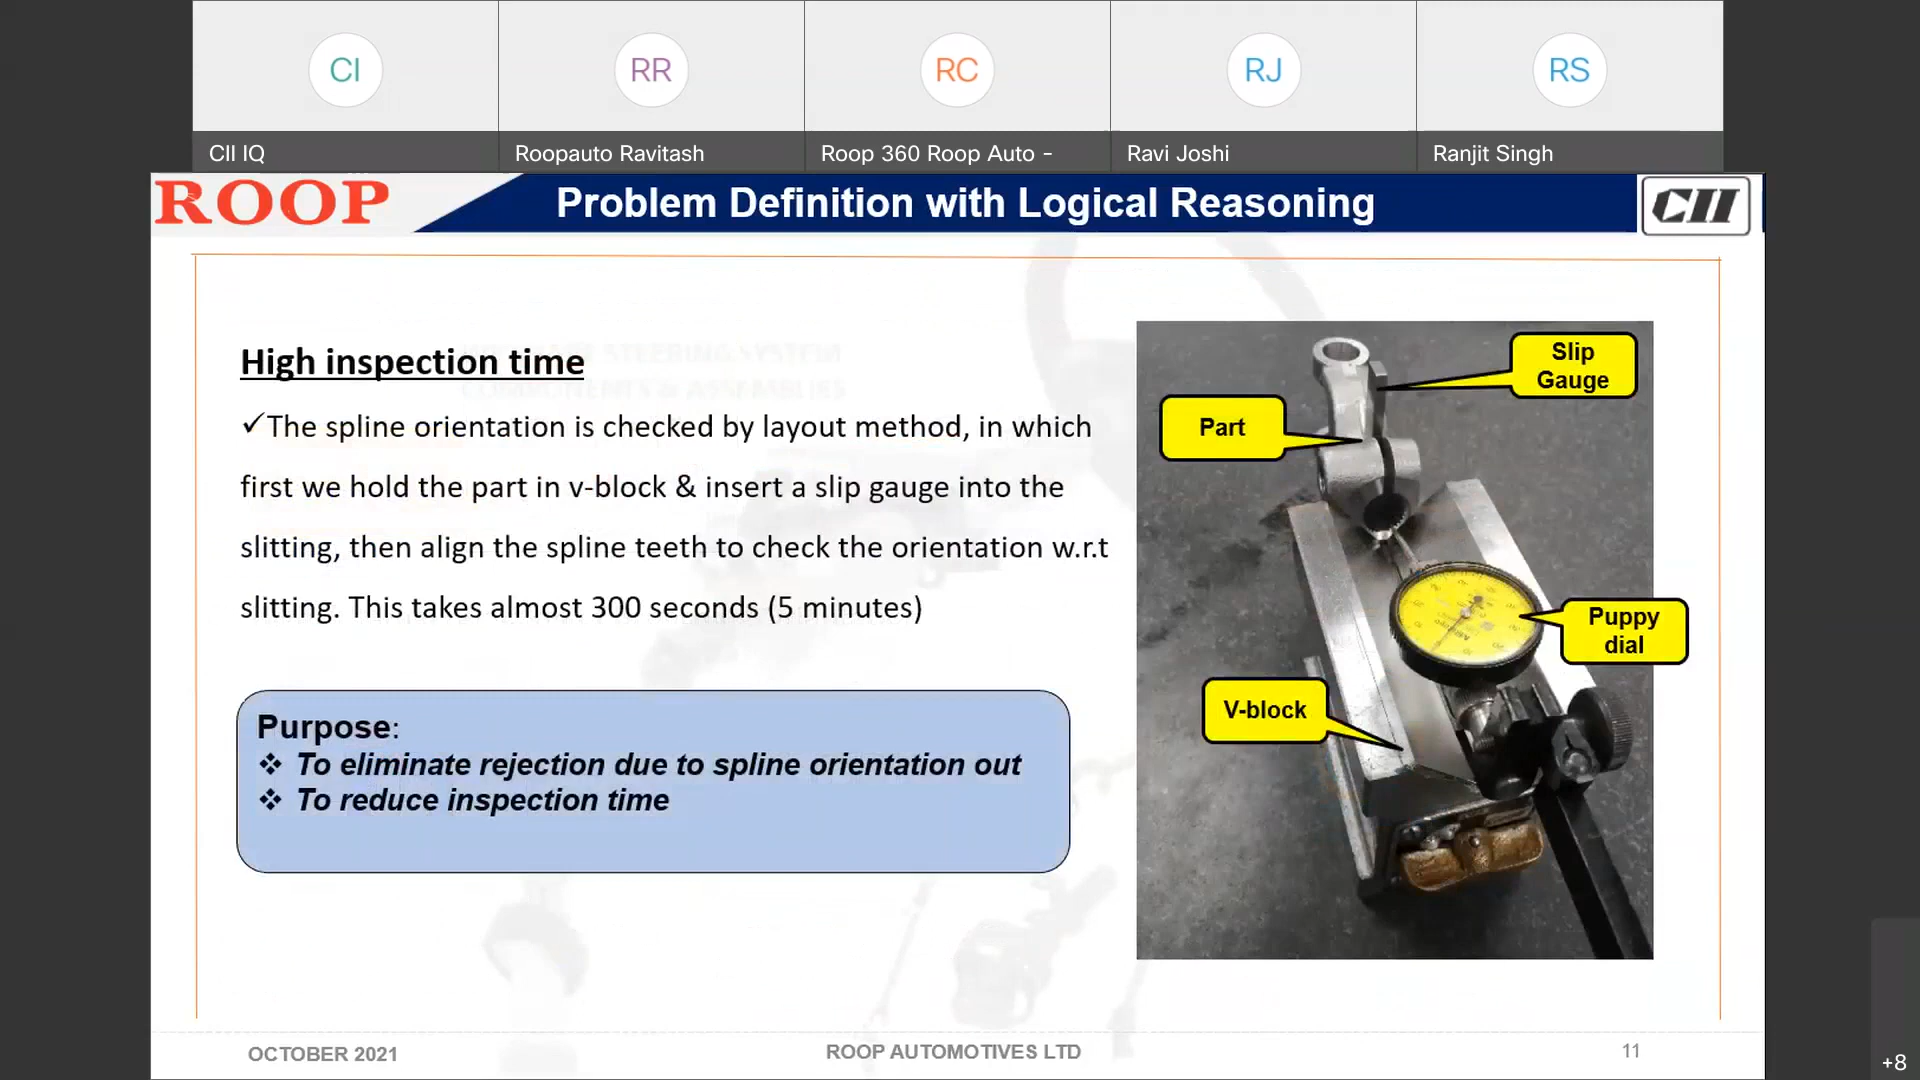 CI
RR
RC
RJ
RS
CII IQ
Roopauto Ravitash
Roop 360 Roop Auto -
Ravi Joshi
Ranjit Singh
ROOP
Problem Definition with Logical Reasoning
CII
High inspection time
✓The spline orientation is checked by layout method, in which
first we hold the part in v-block & insert a slip gauge into the
slitting, then align the spline teeth to check the orientation w.r.t
slitting. This takes almost 300 seconds (5 minutes)
Purpose:
❖ To eliminate rejection due to spline orientation out
❖ To reduce inspection time
Slip
Gauge
Part
Puppy
dial
V-block
OCTOBER 2021
ROOP AUTOMOTIVES LTD
11
+8